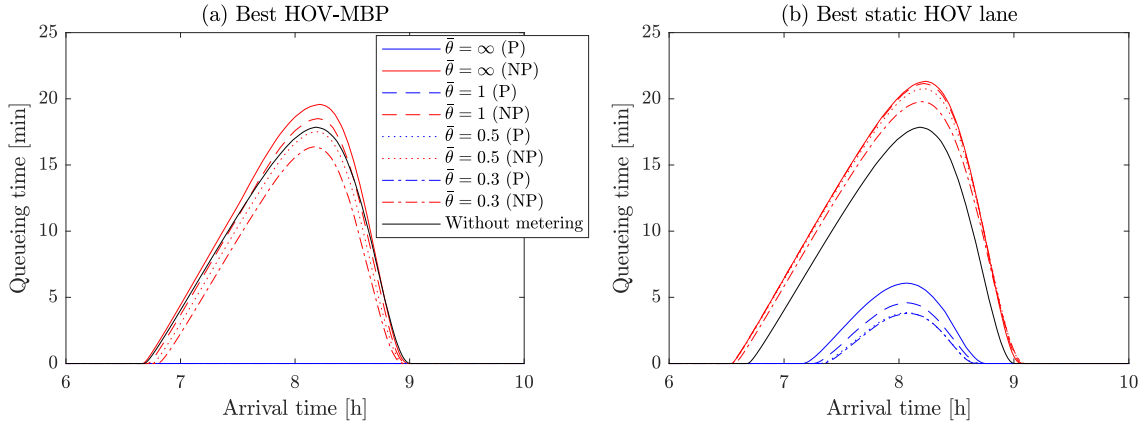 (a) Best HOV-MBP
25
20
15
10
5
0
Queueing time [min]
6 7 8 9 10
Arrival time [h]
θ̄ = ∞ (P)
θ̄ = ∞ (NP)
θ̄ = 1 (P)
θ̄ = 1 (NP)
θ̄ = 0.5 (P)
θ̄ = 0.5 (NP)
θ̄ = 0.3 (P)
θ̄ = 0.3 (NP)
Without metering
(b) Best static HOV lane
25
20
15
10
5
0
Queueing time [min]
6 7 8 9 10
Arrival time [h]